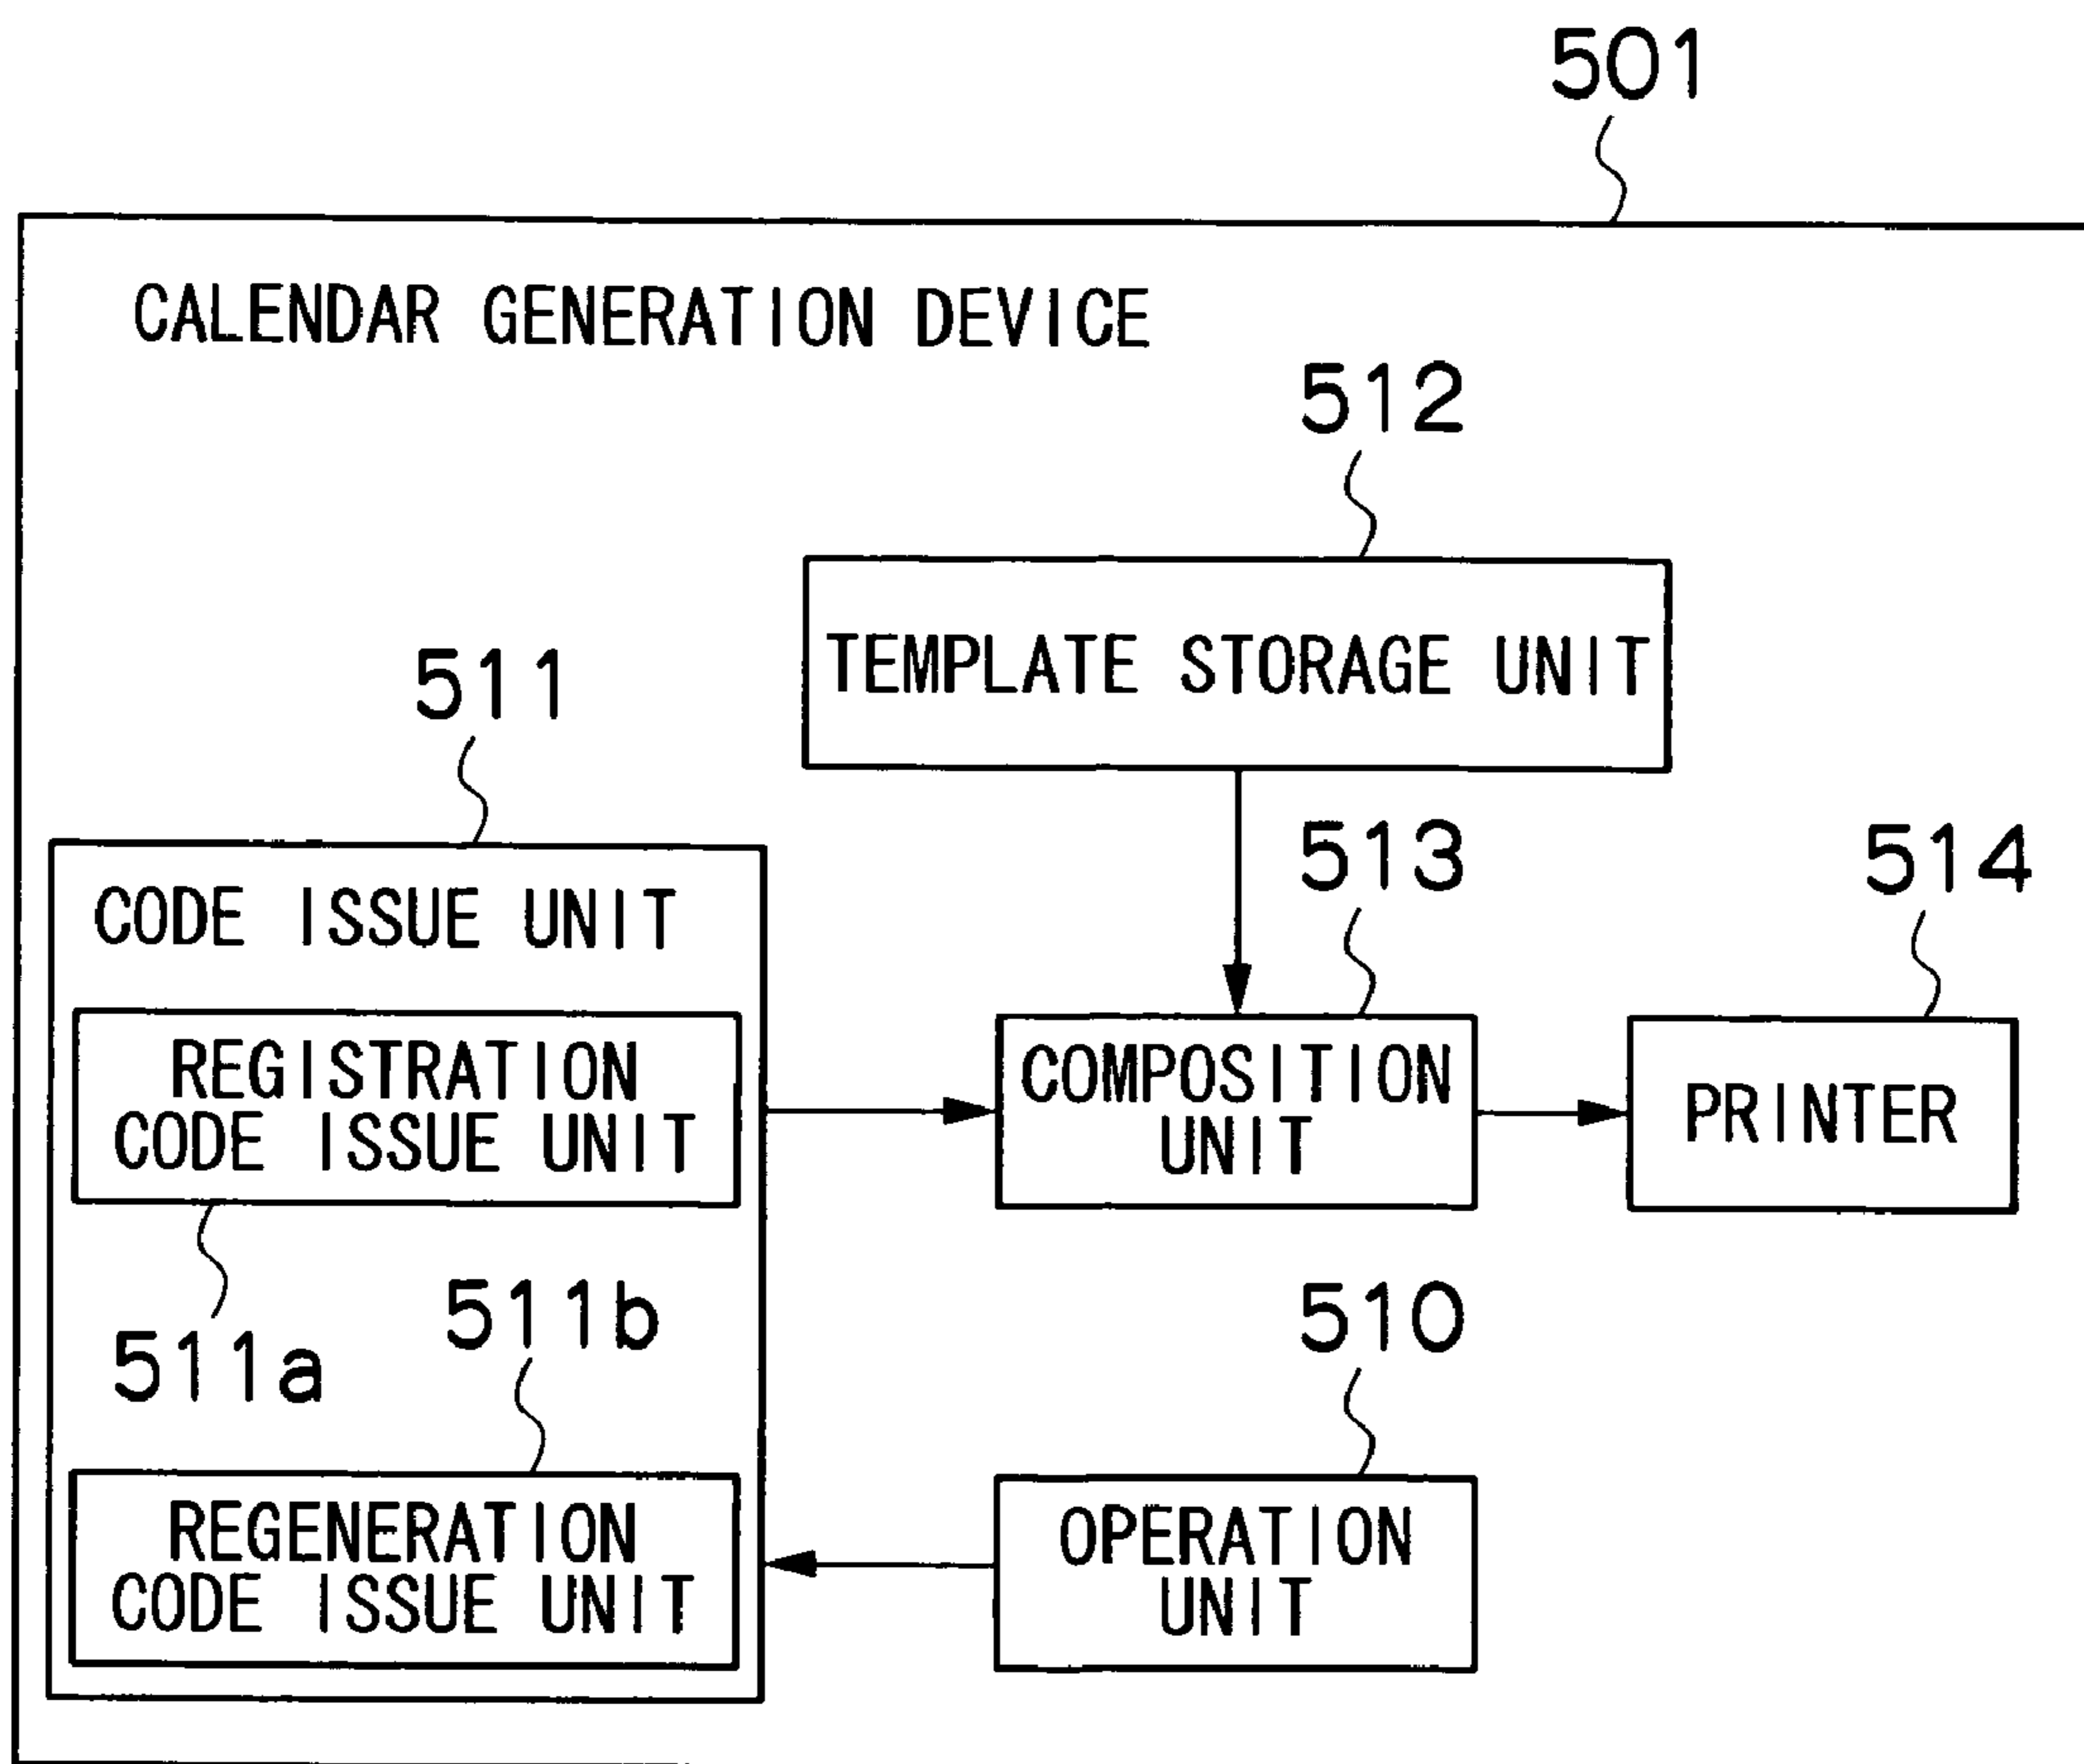 501
CALENDAR GENERATION DEVICE
512
TEMPLATE STORAGE UNIT
511
CODE ISSUE UNIT
513
514
REGISTRATION
CODE ISSUE UNIT
COMPOSITION
UNIT
PRINTER
511a
511b
510
REGENERATION
CODE ISSUE UNIT
OPERATION
UNIT